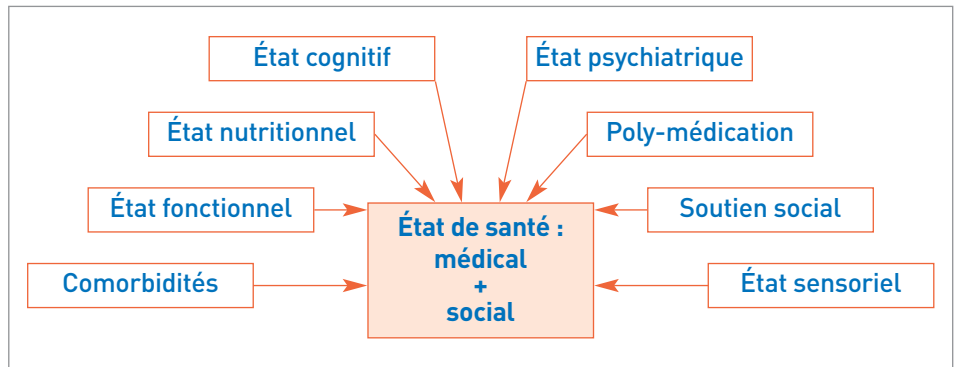 État cognitif
État psychiatrique
État nutritionnel
Poly-médication
État fonctionnel
Soutien social
État de santé :
médical
+
social
Comorbidités
État sensoriel